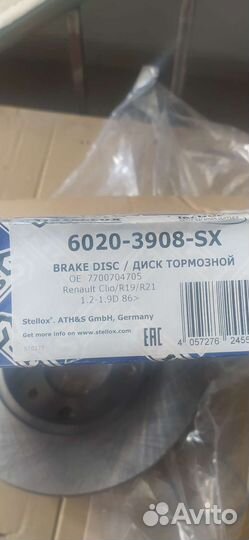 6020-3908-SX
BRAKE DISC / ДИСК ТОРМОЗНОЙ
OE 7700704705
Renault Clio/R19/R21
1.2-1.9D 86>
Stellox®, ATH&S GmbH, Germany
Get more info on www.stellox.com
EAC
4 057276
Avito